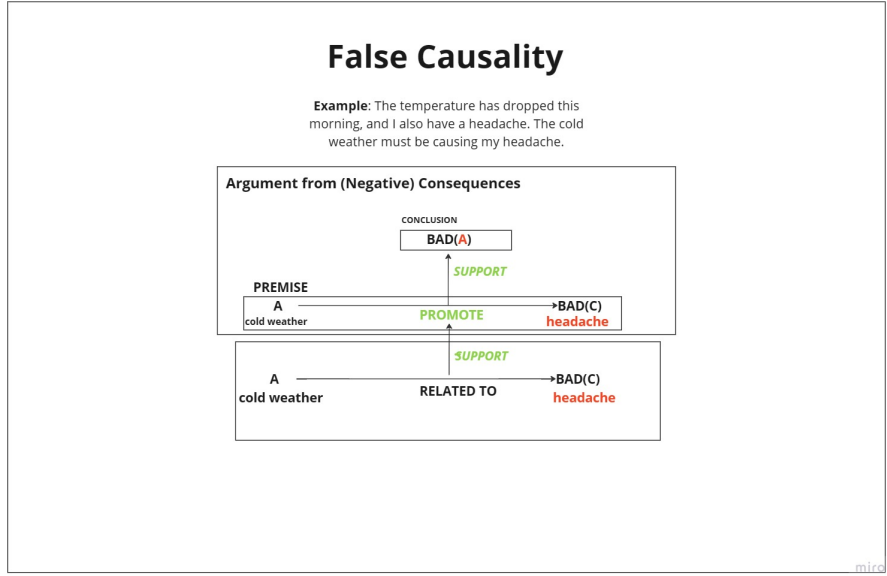 False Causality
Example: The temperature has dropped this
morning, and I also have a headache. The cold
weather must be causing my headache.
Argument from (Negative) Consequences
CONCLUSION
BAD(A)
SUPPORT
PREMISE
A
BAD(C)
cold weather
PROMOTE
headache
SUPPORT
A
BAD(C)
RELATED TO
cold weather
headache
miro